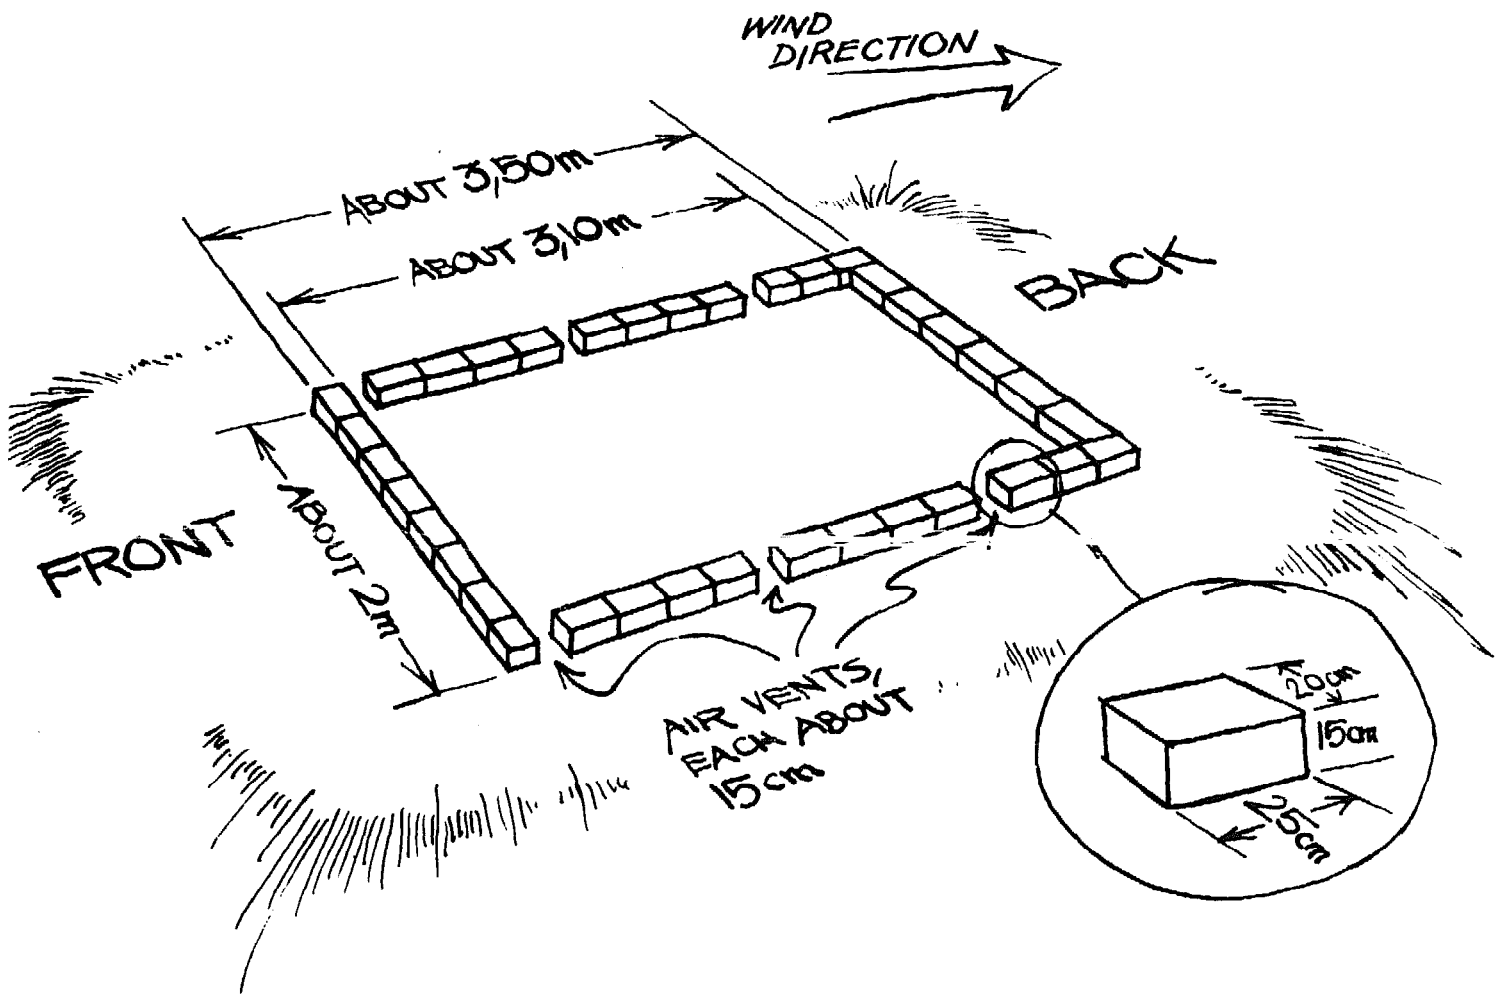 WIND
DIRECTION
ABOUT 3,50m
ABOUT 3,10m
BACK
FRONT
ABOUT 2m
AIR VENTS,
EACH ABOUT
15cm
20cm
15cm
25cm